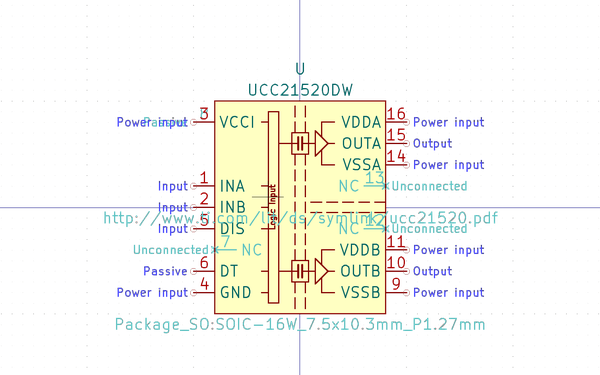 U
UCC21520DW
Power input 3 VCCI
VDDA 16 Power input
OUTA 15 Output
VSSA 14 Power input
Input 1 INA
NC 13 Unconnected
Input 2 INB
http://www.ti.com/lit/ds/symlink/ucc21520.pdf
Input 5 DIS
NC 12 Unconnected
Unconnected 7 NC
VDDB 11 Power input
Passive 6 DT
OUTB 10 Output
Power input 4 GND
VSSB 9 Power input
Logic Input
Package_SO:SOIC-16W_7.5x10.3mm_P1.27mm